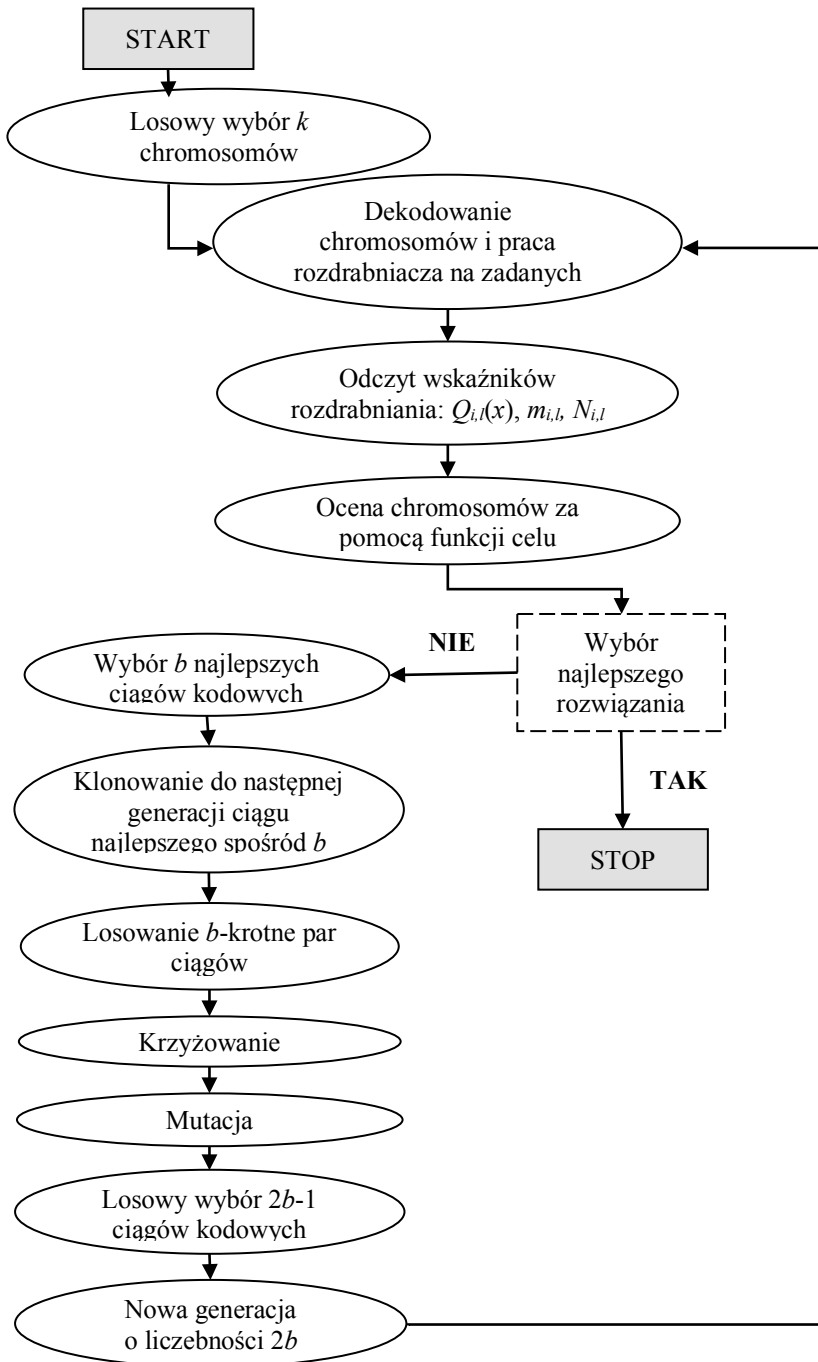 START
Losowy wybór k
chromosomów
Dekodowanie
chromosomów i praca
rozdrabniacza na zadanych
Odczyt wskaźników
rozdrabniania: Qi,l(x), mi,l, Ni,l
Ocena chromosomów za
pomocą funkcji celu
Wybór
najlepszego
rozwiązania
NIE
TAK
STOP
Wybór b najlepszych
ciągów kodowych
Klonowanie do następnej
generacji ciągu
najlepszego spośród b
Losowanie b-krotne par
ciągów
Krzyżowanie
Mutacja
Losowy wybór 2b-1
ciągów kodowych
Nowa generacja
o liczebności 2b